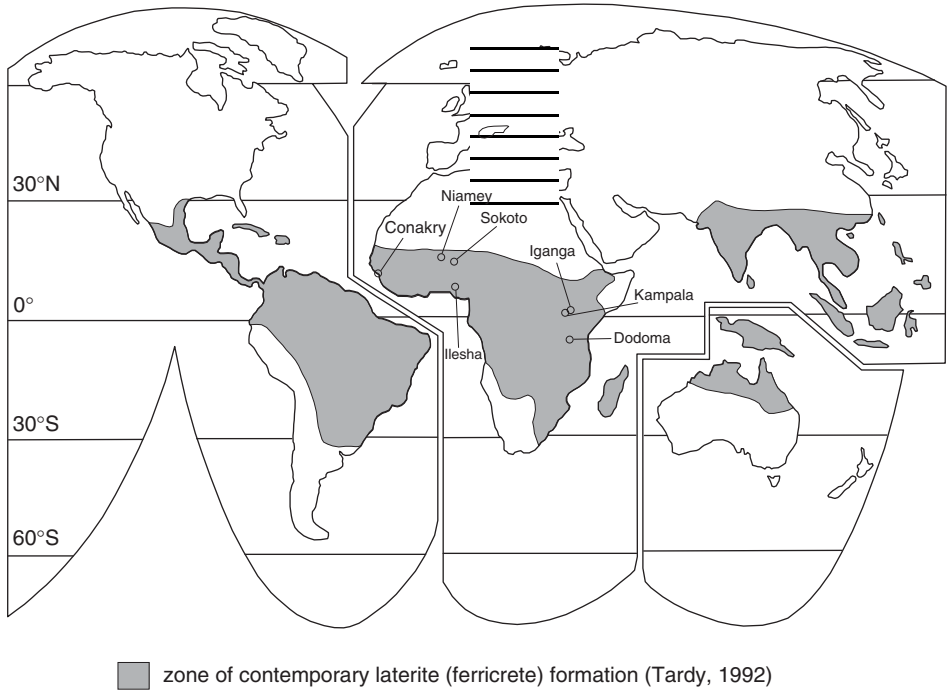 30°N
Niamey
Conakry
Sokoto
Iganga
Kampala
0°
Dodoma
Ilesha
30°S
60°S
zone of contemporary laterite (ferricrete) formation (Tardy, 1992)